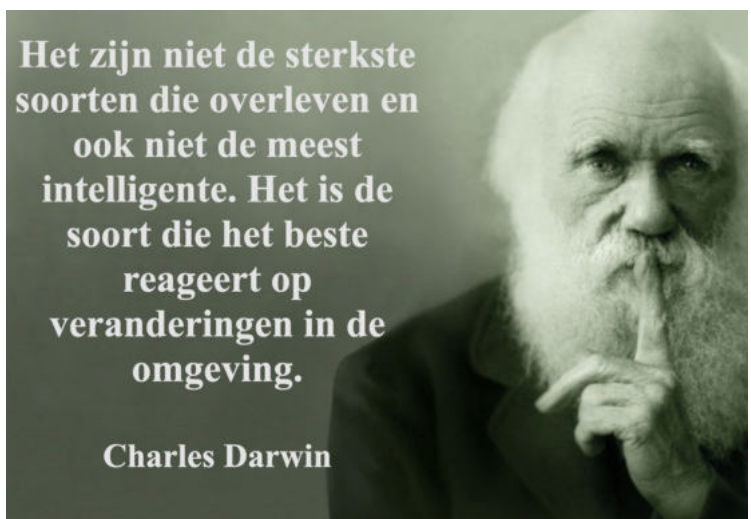 Het zijn niet de sterkste
soorten die overleven en
ook niet de meest
intelligente. Het is de
soort die het beste
reageert op
veranderingen in de
omgeving.
Charles Darwin